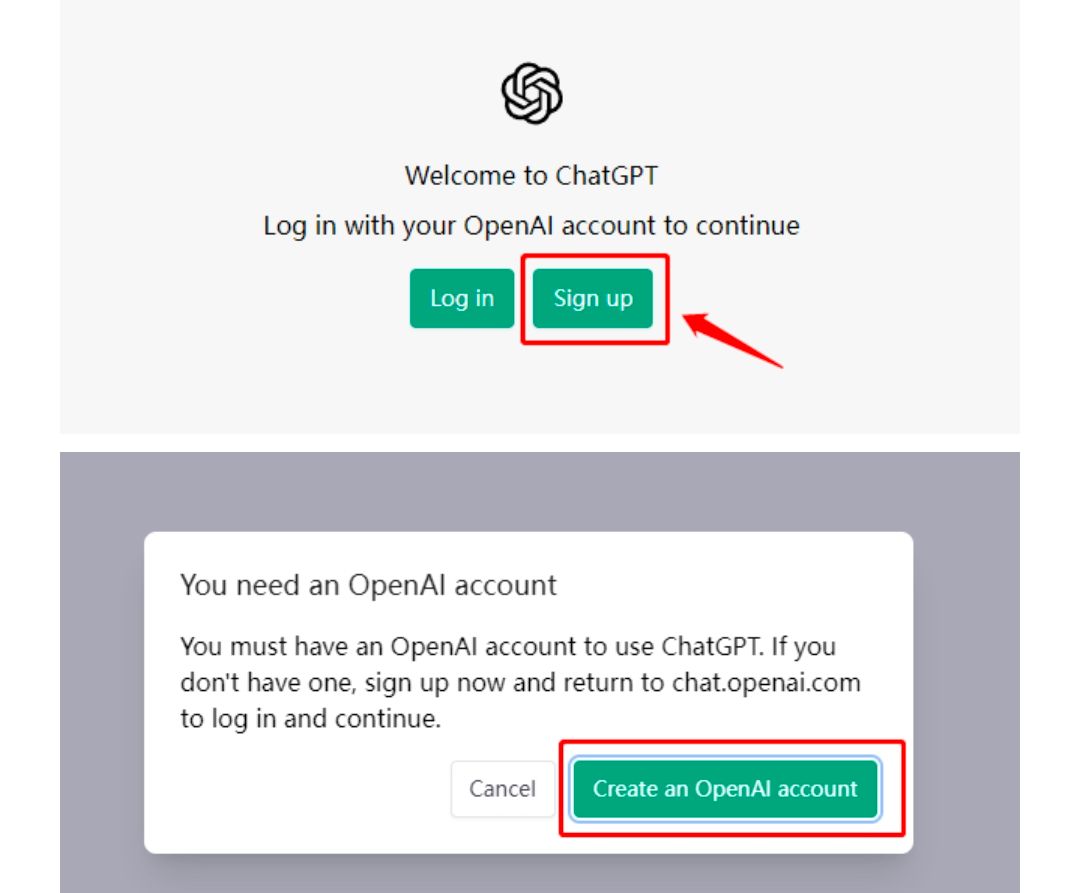 Welcome to ChatGPT
Log in with your OpenAI account to continue
Log in
Sign up
You need an OpenAI account
You must have an OpenAI account to use ChatGPT. If you
don't have one, sign up now and return to chat.openai.com
to log in and continue.
Cancel
Create an OpenAI account